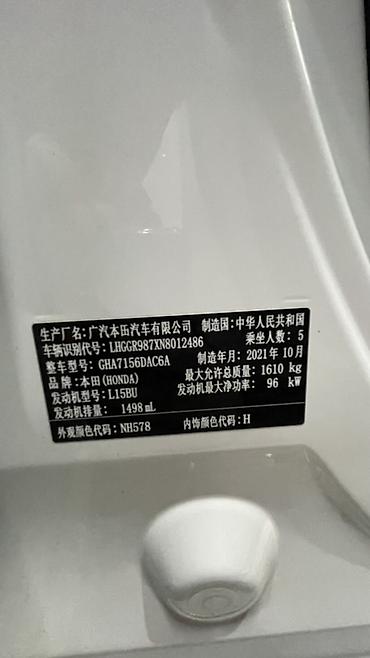 生产厂名：广汽本田汽车有限公司 制造国：中华人民共和国
车辆识别代号：LHGGR987XN8012486 乘坐人数：5
整车型号：GHA7156DAC6A 制造年月：2021年10月
品牌：本田(HONDA) 最大允许总质量：1610 kg
发动机型号：L15BU 发动机最大净功率：96 kW
发动机排量：1498mL
外观颜色代码：NH578 内饰颜色代码：H